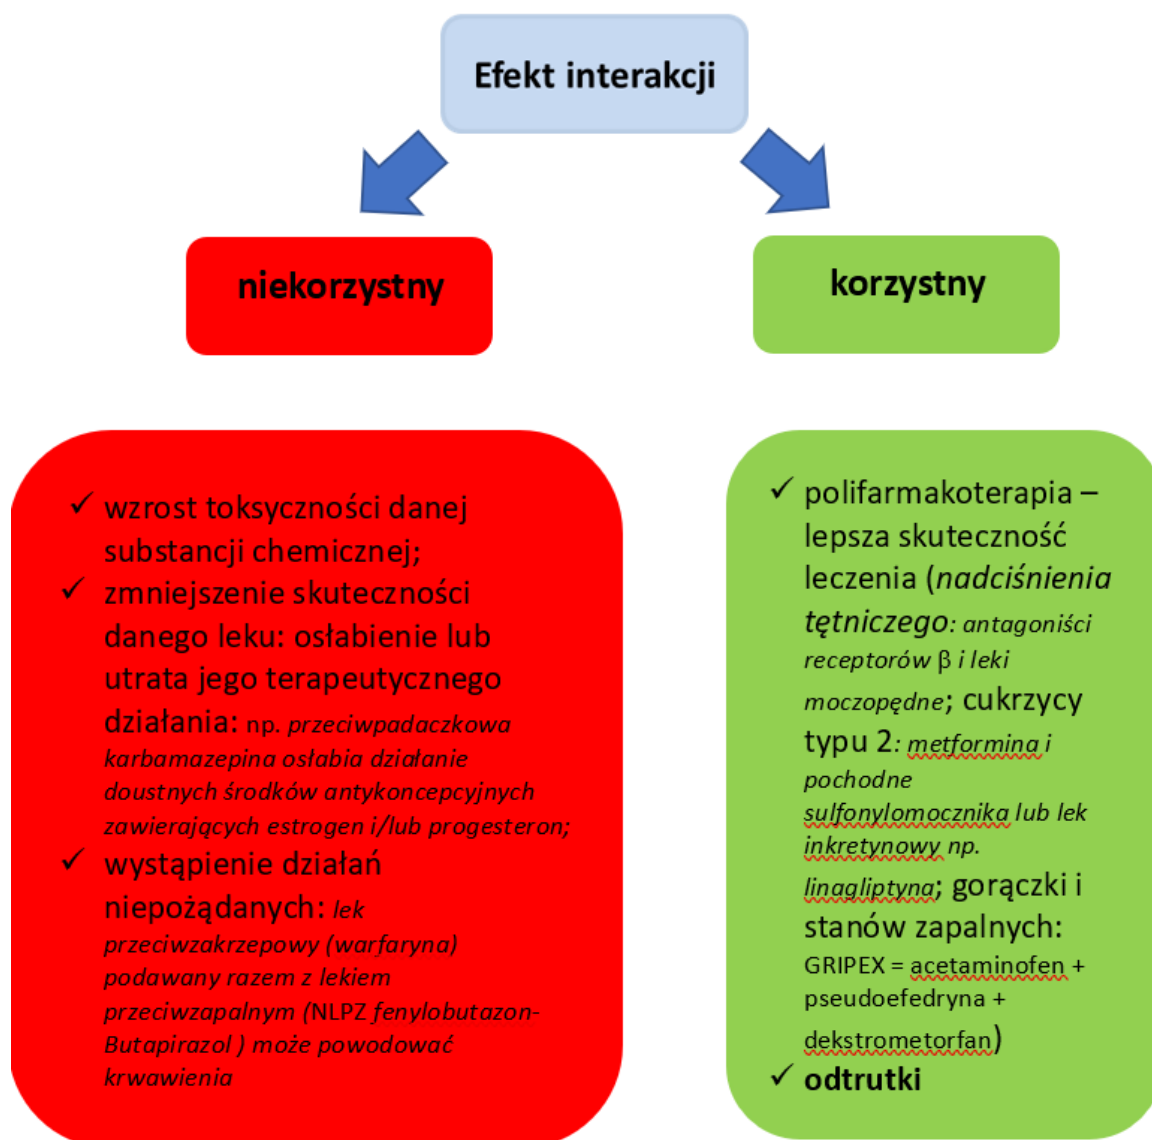 Efekt interakcji
niekorzystny
korzystny
✓ wzrost toksyczności danej
substancji chemicznej;
✓ zmniejszenie skuteczności
danego leku: osłabienie lub
utrata jego terapeutycznego
działania: np. przeciwpadaczkowa
karbamazepina osłabia działanie
doustnych środków antykoncepcyjnych
zawierających estrogen i/lub progesteron;
✓ wystąpienie działań
niepożądanych: lek
przeciwzakrzepowy (warfaryna)
podawany razem z lekiem
przeciwzapalnym (NLPZ fenylobutazon-
Butapirazol ) może powodować
krwawienia
✓ polifarmakoterapia –
lepsza skuteczność
leczenia (nadciśnienia
tętniczego: antagoniści
receptorów β i leki
moczopędne; cukrzycy
typu 2: metformina i
pochodne
sulfonylomocznika lub lek
inkretynowy np.
linagliptyna; gorączki i
stanów zapalnych:
GRIPEX = acetaminofen +
pseudoefedryna +
dekstrometorfan)
✓ odtrutki